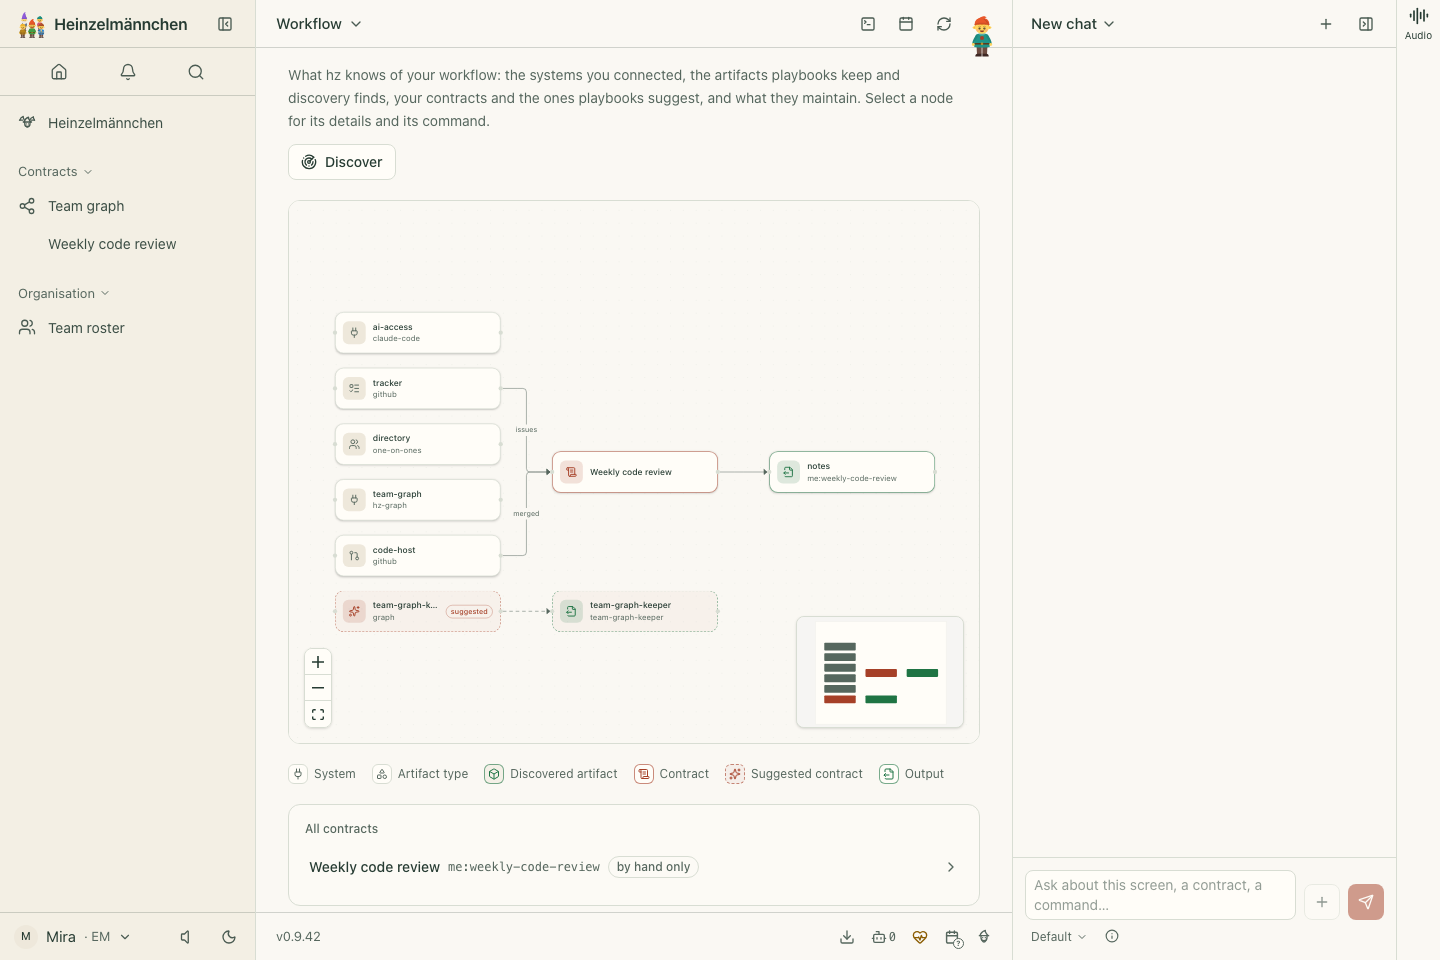 Heinzelmännchen
Workflow
New chat
Audio
Heinzelmännchen
Contracts
Team graph
Weekly code review
Organisation
Team roster
What hz knows of your workflow: the systems you connected, the artifacts playbooks keep and
discovery finds, your contracts and the ones playbooks suggest, and what they maintain. Select a node
for its details and its command.
Discover
ai-access
claude-code
tracker
github
directory
one-on-ones
team-graph
hz-graph
code-host
github
issues
merged
Weekly code review
notes
me:weekly-code-review
team-graph-k...
graph
suggested
team-graph-keeper
team-graph-keeper
System
Artifact type
Discovered artifact
Contract
Suggested contract
Output
All contracts
Weekly code review me:weekly-code-review by hand only
Ask about this screen, a contract, a
command...
Default
M Mira · EM
v0.9.42
0
?